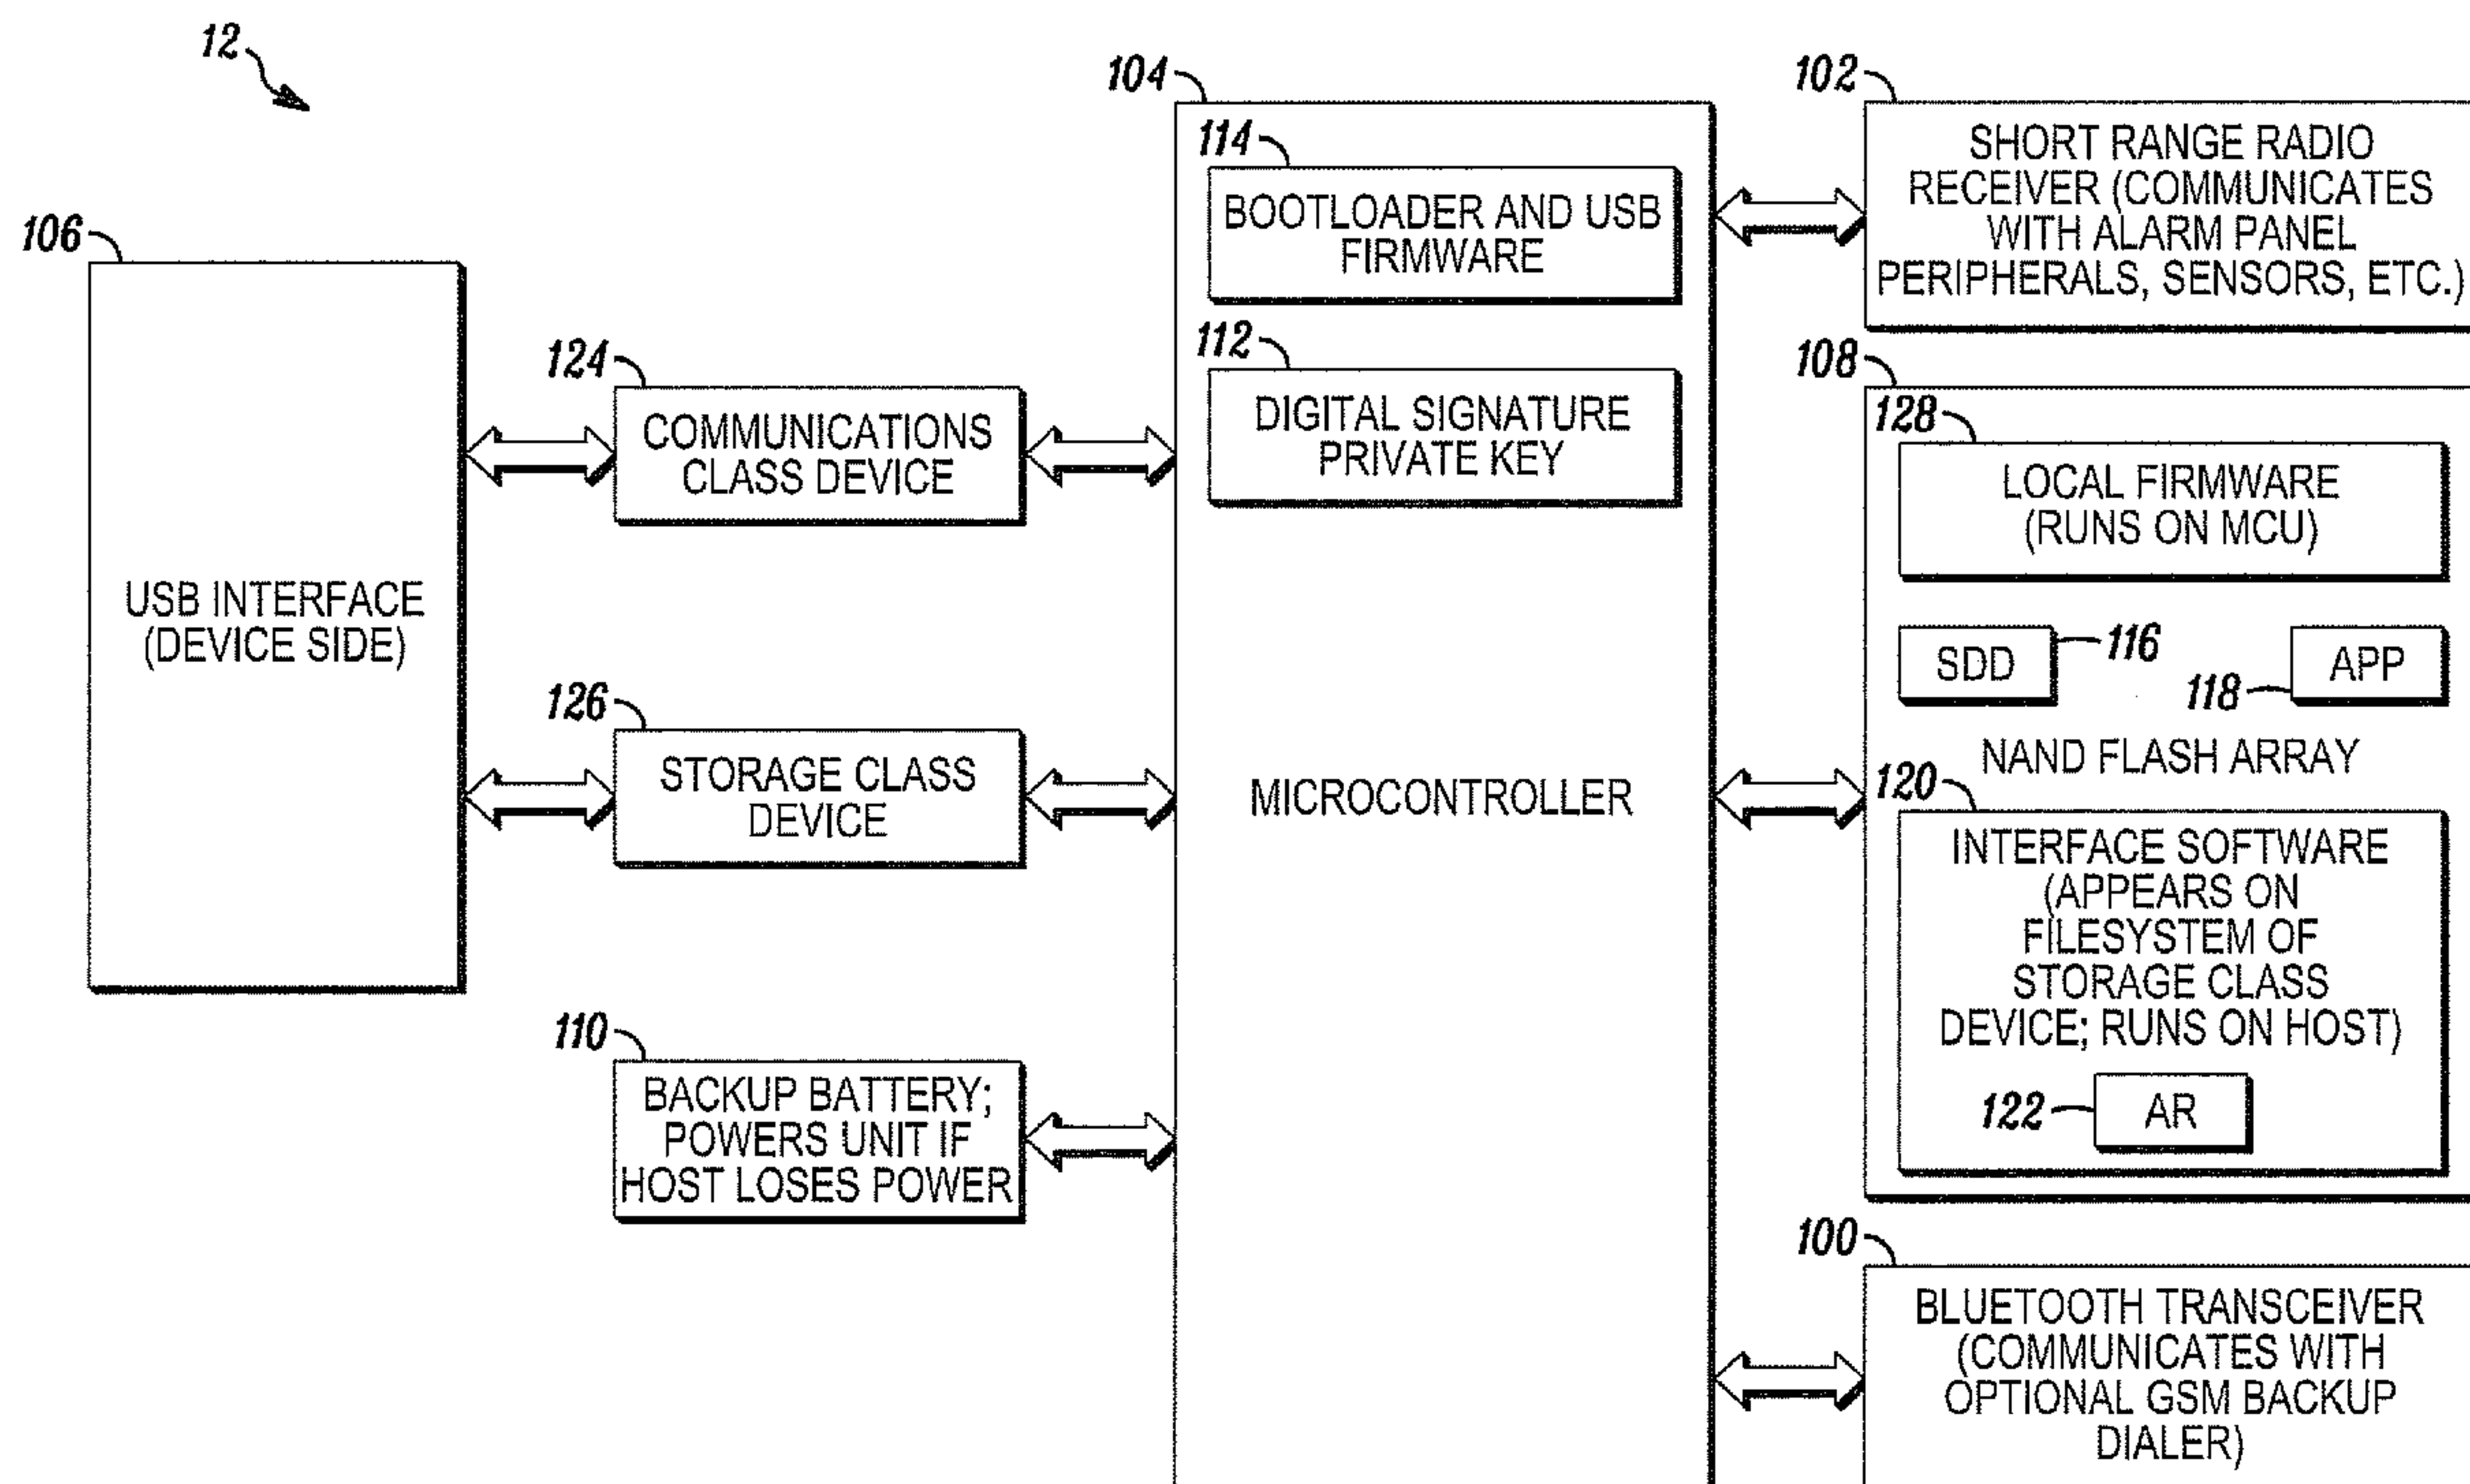 12
106
USB INTERFACE
(DEVICE SIDE)
124
COMMUNICATIONS
CLASS DEVICE
126
STORAGE CLASS
DEVICE
110
BACKUP BATTERY;
POWERS UNIT IF
HOST LOSES POWER
104
114
BOOTLOADER AND USB
FIRMWARE
112
DIGITAL SIGNATURE
PRIVATE KEY
MICROCONTROLLER
102
SHORT RANGE RADIO
RECEIVER (COMMUNICATES
WITH ALARM PANEL
PERIPHERALS, SENSORS, ETC.)
108
128
LOCAL FIRMWARE
(RUNS ON MCU)
SDD
116
118
APP
NAND FLASH ARRAY
120
INTERFACE SOFTWARE
(APPEARS ON
FILESYSTEM OF
STORAGE CLASS
DEVICE; RUNS ON HOST)
122
AR
100
BLUETOOTH TRANSCEIVER
(COMMUNICATES WITH
OPTIONAL GSM BACKUP
DIALER)